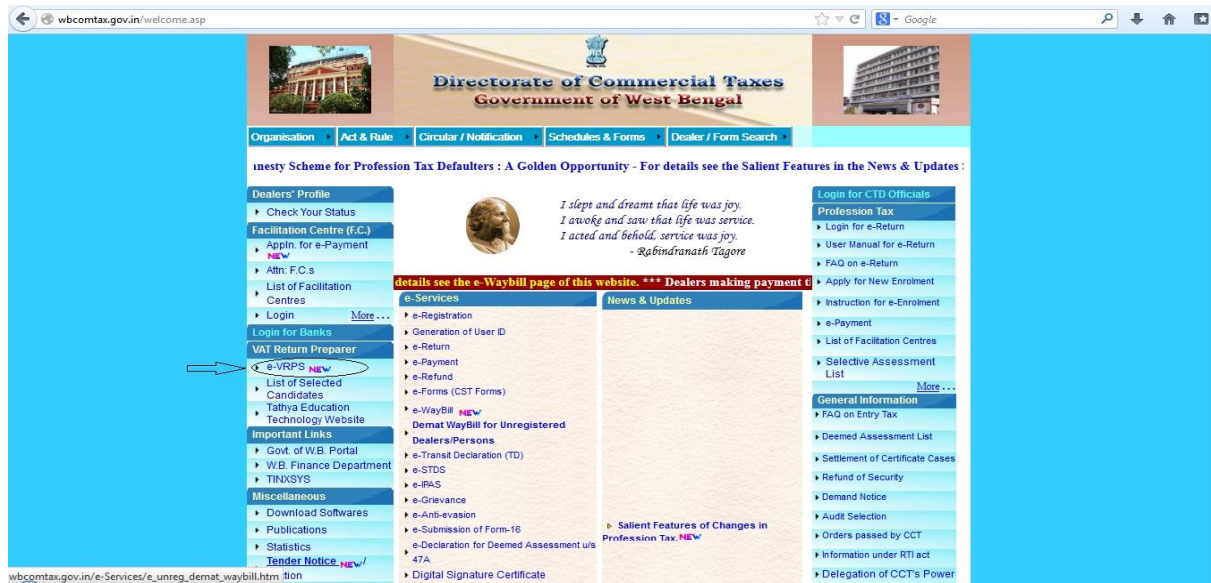 wbcomtax.gov.in/welcome.asp
Google
Directorate of Commercial Taxes
Government of West Bengal
Organisation
Act & Rule
Circular / Notification
Schedules & Forms
Dealer / Form Search
nesty Scheme for Profession Tax Defaulters : A Golden Opportunity - For details see the Salient Features in the News & Updates
Dealers' Profile
Check Your Status
Facilitation Centre (F.C.)
Appln. for e-Payment
NEW
Attn: F.C.s
List of Facilitation
Centres
Login More . . .
Login for Banks
VAT Return Preparer
e-VRPS NEW
List of Selected
Candidates
Tathya Education
Technology Website
Important Links
Govt. of W.B. Portal
W.B. Finance Department
TINXSYS
Miscellaneous
Download Softwares
Publications
Statistics
Tender Notice NEW /
tion
I slept and dreamt that life was joy.
I awoke and saw that life was service.
I acted and behold, service was joy.
- Rabindranath Tagore
details see the e-Waybill page of this website. *** Dealers making payment
e-Services
e-Registration
Generation of User ID
e-Return
e-Payment
e-Refund
e-Forms (CST Forms)
e-WayBill NEW
Demat WayBill for Unregistered
Dealers/Persons
e-Transit Declaration (TD)
e-STDS
e-IPAS
e-Grievance
e-Anti-evasion
e-Submission of Form-16
e-Declaration for Deemed Assessment u/s
47A
Digital Signature Certificate
News & Updates
Salient Features of Changes in
Profession Tax. NEW
Login for CTD Officials
Profession Tax
Login for e-Return
User Manual for e-Return
FAQ on e-Return
Apply for New Enrolment
Instruction for e-Enrolment
e-Payment
List of Facilitation Centres
Selective Assessment
List
More . . .
General Information
FAQ on Entry Tax
Deemed Assessment List
Settlement of Certificate Cases
Refund of Security
Demand Notice
Audit Selection
Orders passed by CCT
Information under RTI act
Delegation of CCT's Power
wbcomtax.gov.in/e-Services/e_unreg_demat_waybill.htm